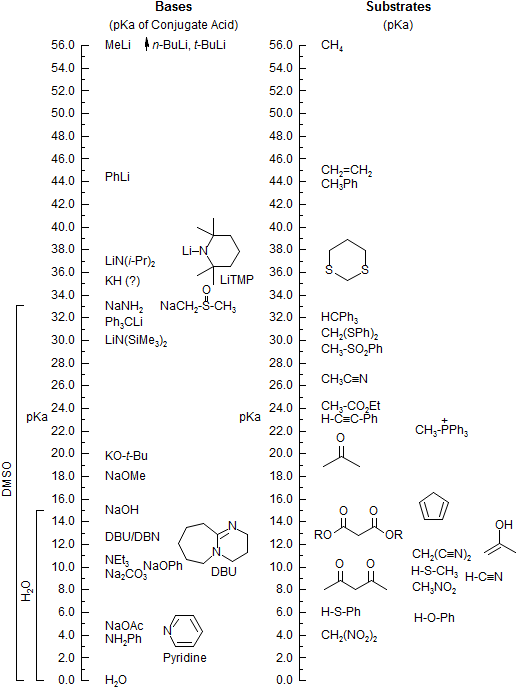 Bases
(pKa of Conjugate Acid)
Substrates
(pKa)
56.0 MeLi n-BuLi, t-BuLi 56.0 CH4
54.0 54.0
52.0 52.0
50.0 50.0
48.0 48.0
46.0 46.0
CH2=CH2
44.0 PhLi 44.0 CH3Ph
42.0 42.0
40.0 40.0
38.0 Li–N 38.0
LiN(i-Pr)2
36.0 KH (?) LiTMP 36.0 S S
34.0 34.0
O
NaNH2 NaCH2-S-CH3
32.0 Ph3CLi 32.0 HCPh3
CH2(SPh)2
30.0 LiN(SiMe3)2 30.0 CH3-SO2Ph
28.0 28.0
26.0 26.0 CH3C≡N
24.0 24.0 CH3-CO2Et
pKa pKa H-C≡C-Ph
+
22.0 22.0 CH3-PPh3
O
20.0 KO-t-Bu 20.0
18.0 NaOMe 18.0
DMSO
16.0 16.0
NaOH O O
14.0 14.0 OH
N
DBU/DBN RO OR
12.0 12.0
N CH2(C≡N)2
NEt3 NaOPh DBU
10.0 Na2CO3 10.0 O O H-S-CH3 H-C≡N
8.0 8.0 CH3NO2
H2O
6.0 6.0 H-S-Ph H-O-Ph
NaOAc N
4.0 NH2Ph 4.0 CH2(NO2)2
2.0 Pyridine 2.0
0.0 H2O 0.0